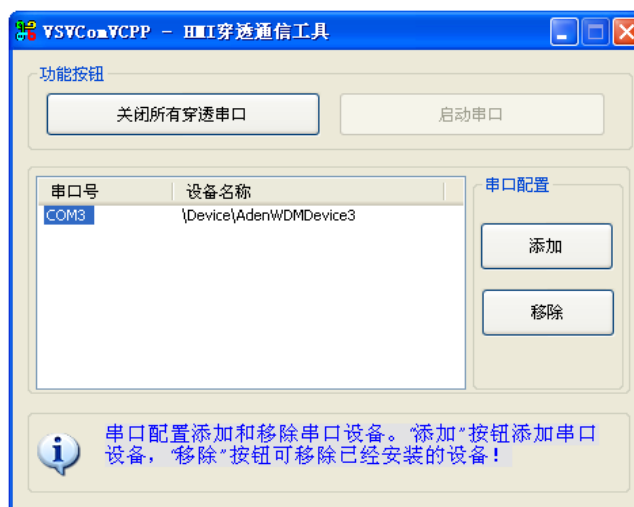 VSVComVCPP - HMI穿透通信工具
功能按钮
关闭所有穿透串口
启动串口
串口号 设备名称
COM3 \Device\AdenWDMDevice3
串口配置
添加
移除
串口配置添加和移除串口设备。“添加”按钮添加串口
设备，“移除”按钮可移除已经安装的设备！